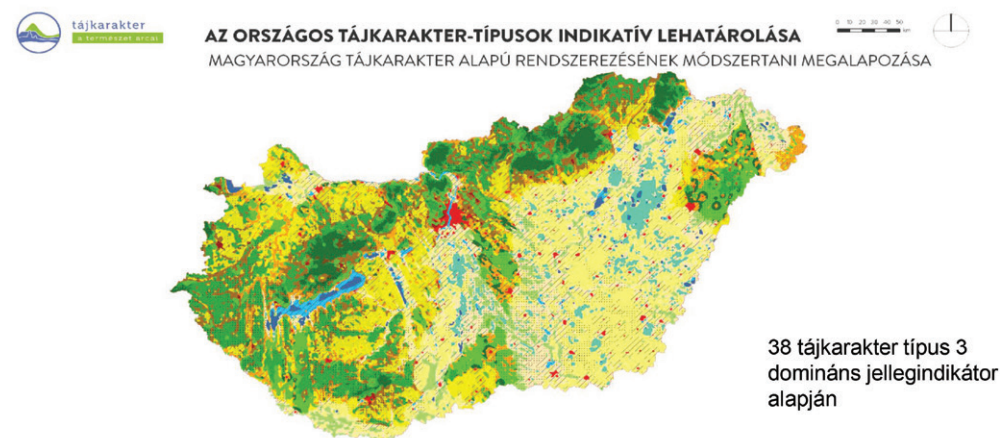 tájkarakter
a természet arcai
AZ ORSZÁGOS TÁJKARAKTER-TÍPUSOK INDIKATÍV LEHATÁROLÁSA
0 10 20 30 40 50
km
MAGYARORSZÁG TÁJKARAKTER ALAPÚ RENDSZEREZÉSÉNEK MÓDSZERTANI MEGALAPOZÁSA
38 tájkarakter típus 3
domináns jellegindikátor
alapján